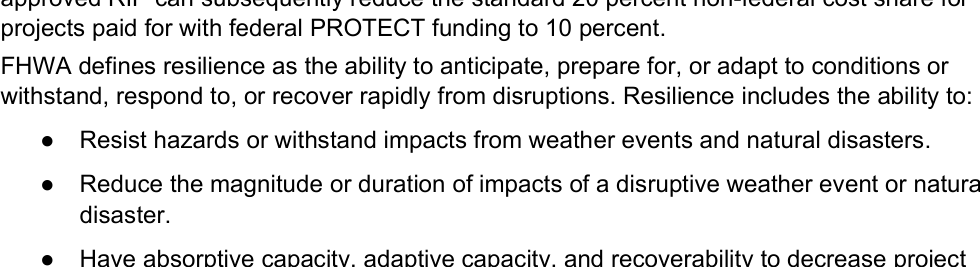 approved RIP can subsequently reduce the standard 20 percent non-federal cost share for
projects paid for with federal PROTECT funding to 10 percent.
FHWA defines resilience as the ability to anticipate, prepare for, or adapt to conditions or
withstand, respond to, or recover rapidly from disruptions. Resilience includes the ability to:
● Resist hazards or withstand impacts from weather events and natural disasters.
● Reduce the magnitude or duration of impacts of a disruptive weather event or natura
disaster.
● Have absorptive capacity, adaptive capacity, and recoverability to decrease project